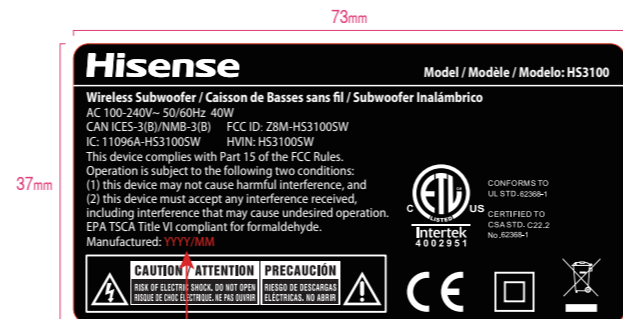 73mm
37mm
Hisense
Model / Modèle / Modelo: HS3100
Wireless Subwoofer / Caisson de Basses sans fil / Subwoofer Inalámbrico
AC 100-240V~ 50/60Hz 40W
CAN ICES-3(B)/NMB-3(B) FCC ID: Z8M-HS3100SW
IC: 11096A-HS3100SW HVIN: HS3100SW
This device complies with Part 15 of the FCC Rules.
Operation is subject to the following two conditions:
(1) this device may not cause harmful interference, and
(2) this device must accept any interference received,
including interference that may cause undesired operation.
EPA TSCA Title VI compliant for formaldehyde.
Manufactured: YYYY/MM
C ETL US
LISTED
Intertek
4002951
CONFORMS TO
UL STD.-62368-1
CERTIFIED TO
CSA STD.- C22.2
No.62368-1
CAUTION / ATTENTION
RISK OF ELECTRIC SHOCK. DO NOT OPEN
RISQUE DE CHOC ÉLECTRIQUE. NE PAS OUVRIR
PRECAUCIÓN
RIESGO DE DESCARGAS
ELÉCTRICAS. NO ABRIR
CE